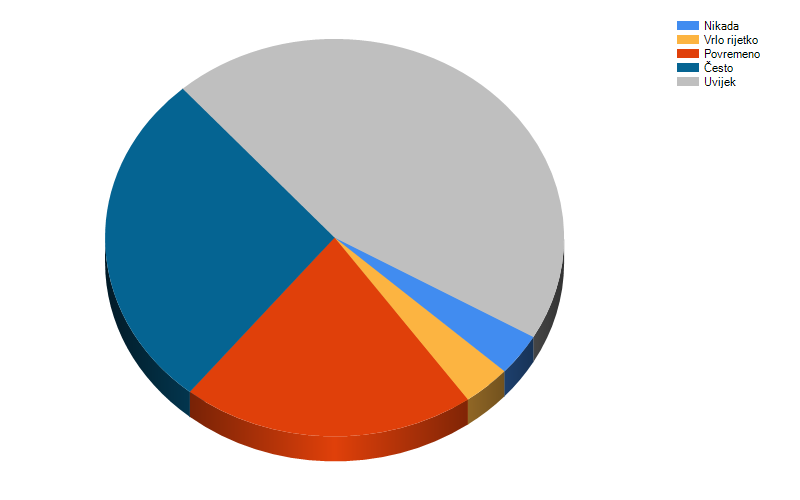 Nikada
Vrlo rijetko
Povremeno
Često
Uvijek